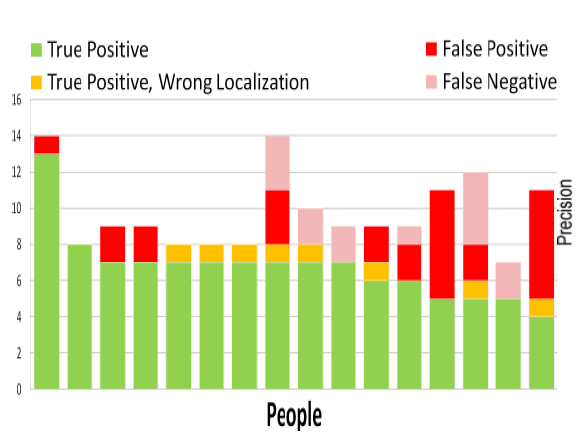 True Positive
False Positive
True Positive, Wrong Localization
False Negative
16
14
12
10
8
6
4
2
0
Precision
People